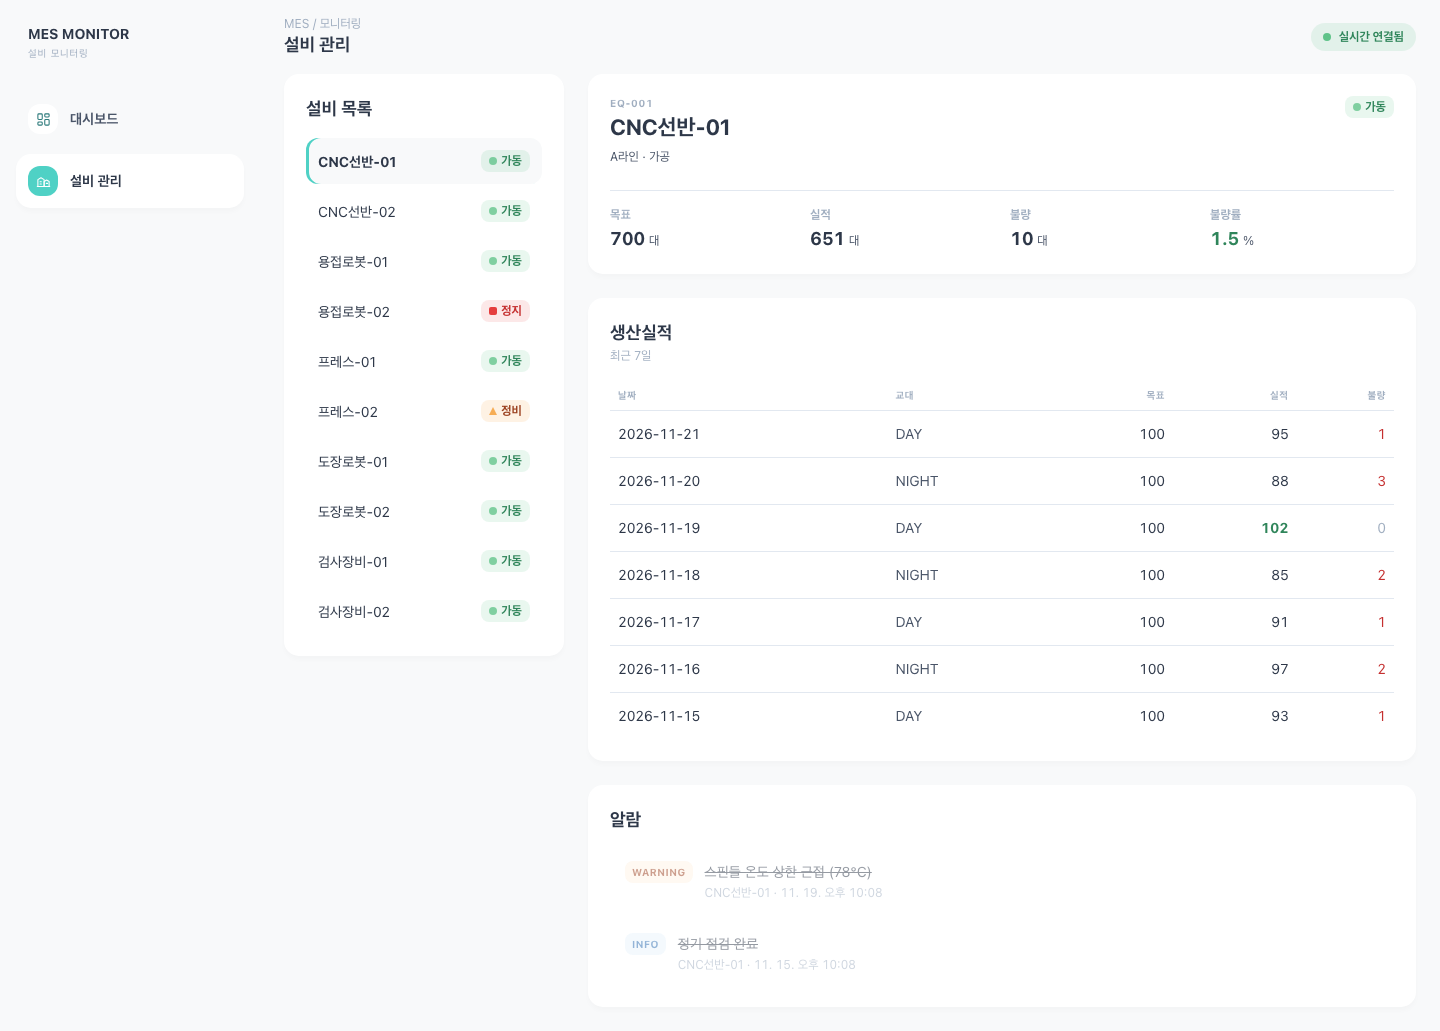 MES MONITOR
설비 모니터링
대시보드
설비 관리
MES / 모니터링
설비 관리
실시간 연결됨
설비 목록
CNC선반-01 가동
CNC선반-02 가동
용접로봇-01 가동
용접로봇-02 정지
프레스-01 가동
프레스-02 정비
도장로봇-01 가동
도장로봇-02 가동
검사장비-01 가동
검사장비-02 가동
EQ-001
가동
CNC선반-01
A라인 · 가공
목표 실적 불량 불량률
700 대 651 대 10 대 1.5 %
생산실적
최근 7일
날짜 교대 목표 실적 불량
2026-11-21 DAY 100 95 1
2026-11-20 NIGHT 100 88 3
2026-11-19 DAY 100 102 0
2026-11-18 NIGHT 100 85 2
2026-11-17 DAY 100 91 1
2026-11-16 NIGHT 100 97 2
2026-11-15 DAY 100 93 1
알람
WARNING 스핀들 온도 상한 근접 (78°C)
CNC선반-01 · 11. 19. 오후 10:08
INFO 정기 점검 완료
CNC선반-01 · 11. 15. 오후 10:08